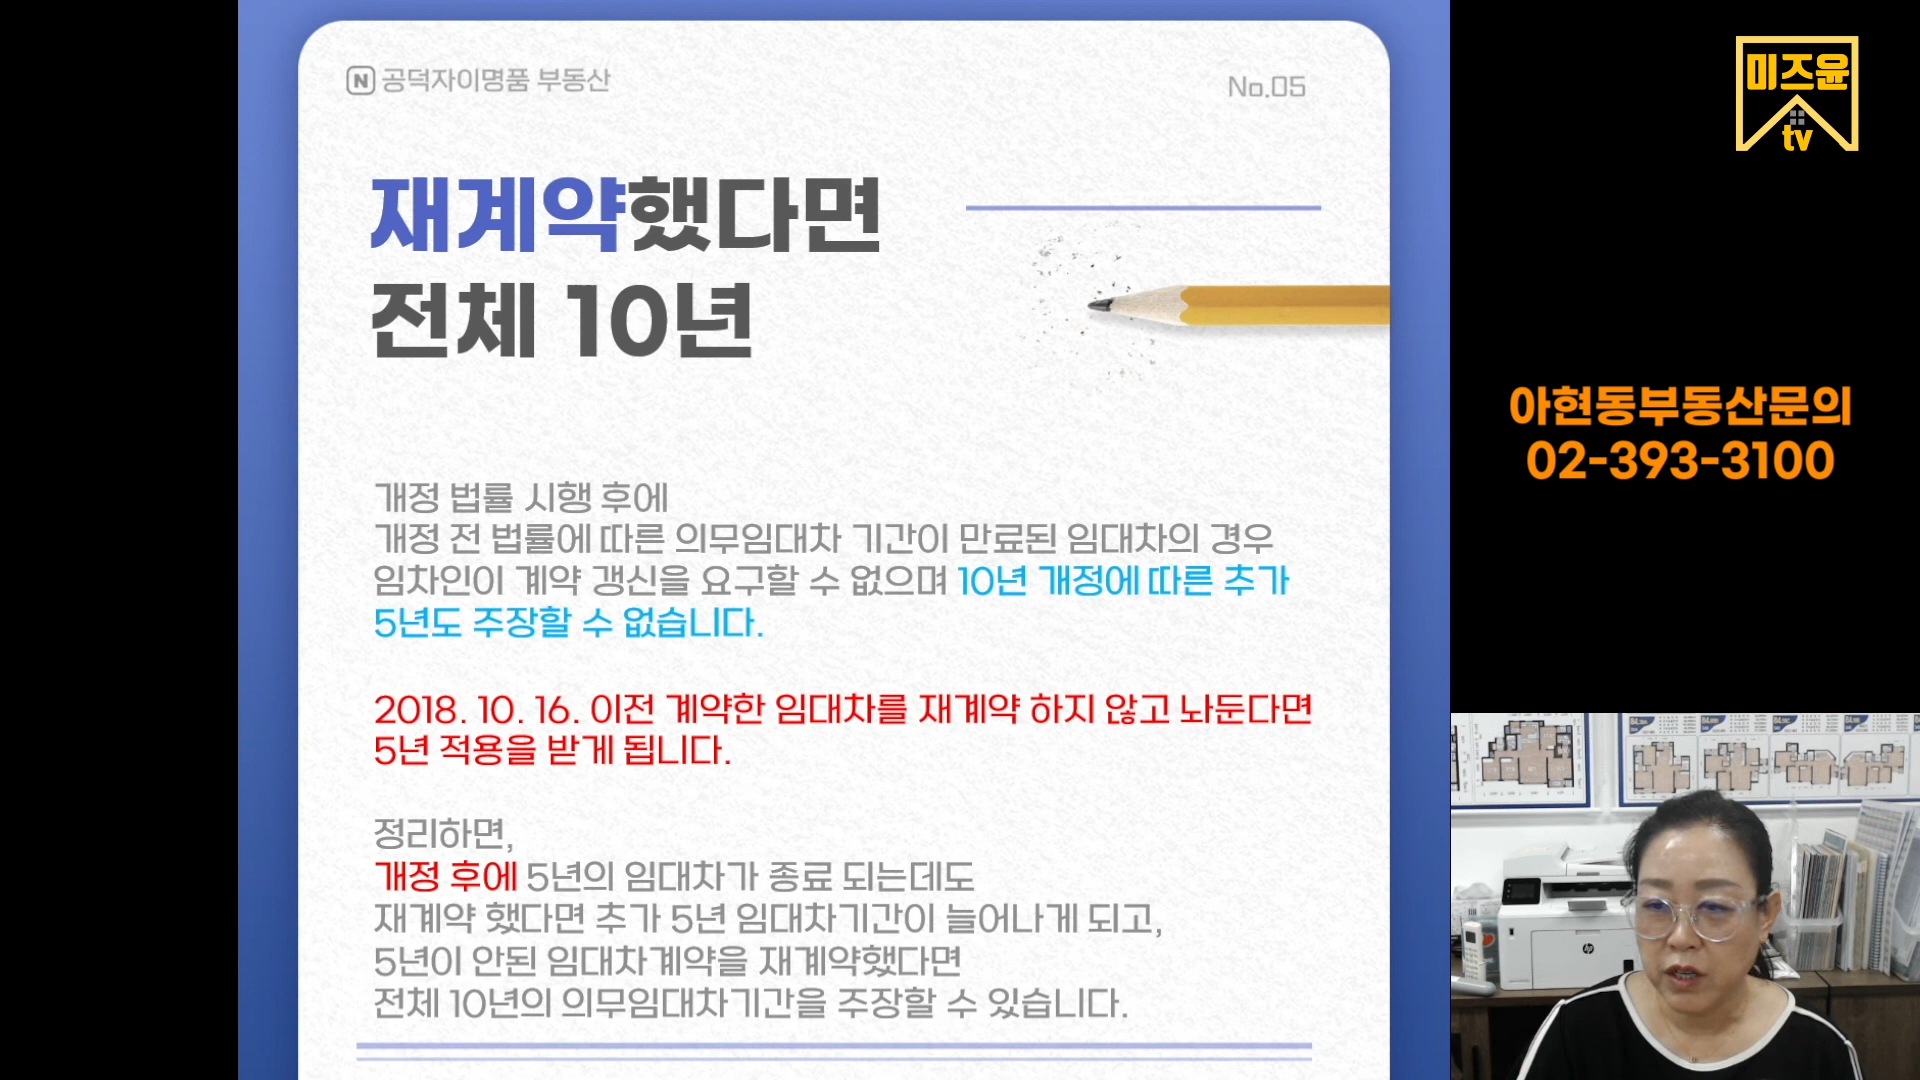 N 공덕자이명품 부동산
No.05
재계약했다면
전체 10년
개정 법률 시행 후에
개정 전 법률에 따른 의무임대차 기간이 만료된 임대차의 경우
임차인이 계약 갱신을 요구할 수 없으며 10년 개정에 따른 추가
5년도 주장할 수 없습니다.
2018. 10. 16. 이전 계약한 임대차를 재계약 하지 않고 놔둔다면
5년 적용을 받게 됩니다.
정리하면,
개정 후에 5년의 임대차가 종료 되는데도
재계약 했다면 추가 5년 임대차기간이 늘어나게 되고,
5년이 안된 임대차계약을 재계약했다면
전체 10년의 의무임대차기간을 주장할 수 있습니다.
미즈윤
tv
아현동부동산문의
02-393-3100
hp